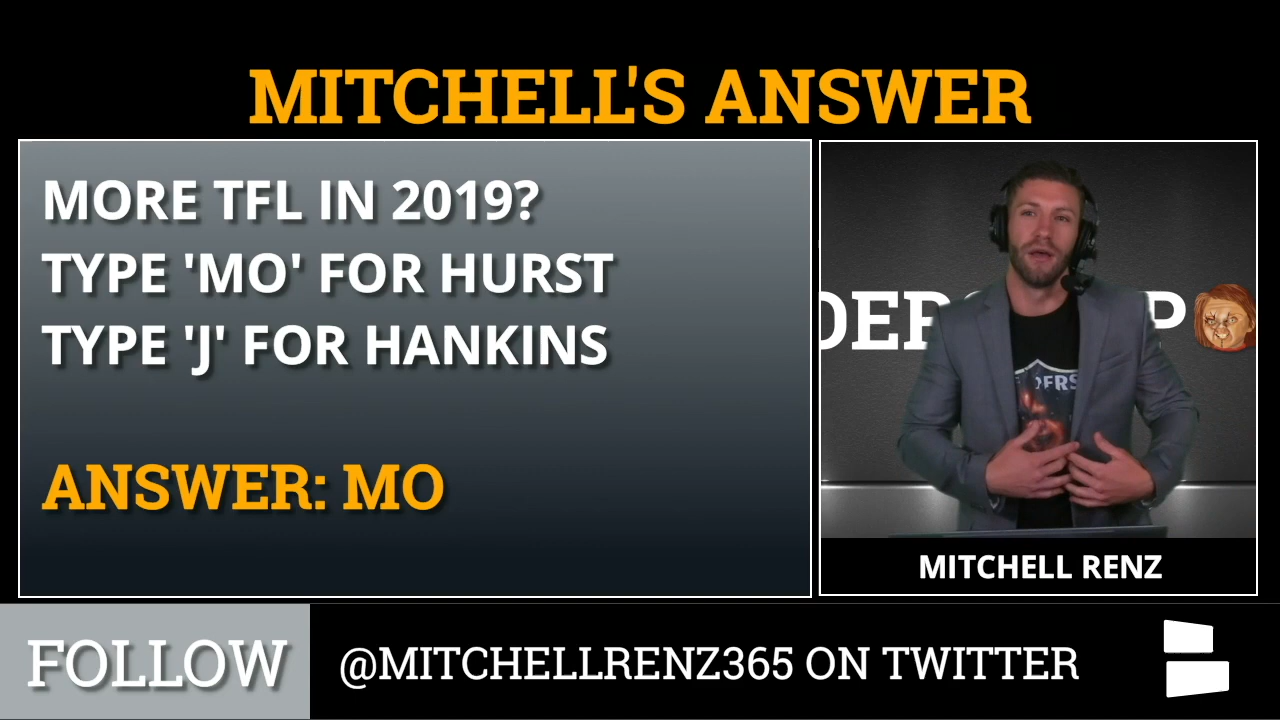 MITCHELL'S ANSWER
MORE TFL IN 2019?
TYPE 'MO' FOR HURST
TYPE 'J' FOR HANKINS
ANSWER: MO
MITCHELL RENZ
FOLLOW
@MITCHELLRENZ365 ON TWITTER